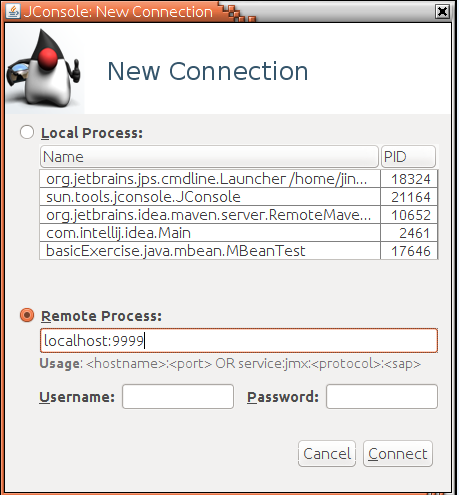 JConsole: New Connection
New Connection
Local Process:
Name PID
org.jetbrains.jps.cmdline.Launcher /home/jin... 18324
sun.tools.jconsole.JConsole 21164
org.jetbrains.idea.maven.server.RemoteMave... 10652
com.intellij.idea.Main 2461
basicExercise.java.mbean.MBeanTest 17646
Remote Process:
localhost:9999
Usage: <hostname>:<port> OR service:jmx:<protocol>:<sap>
Username: Password:
Cancel Connect